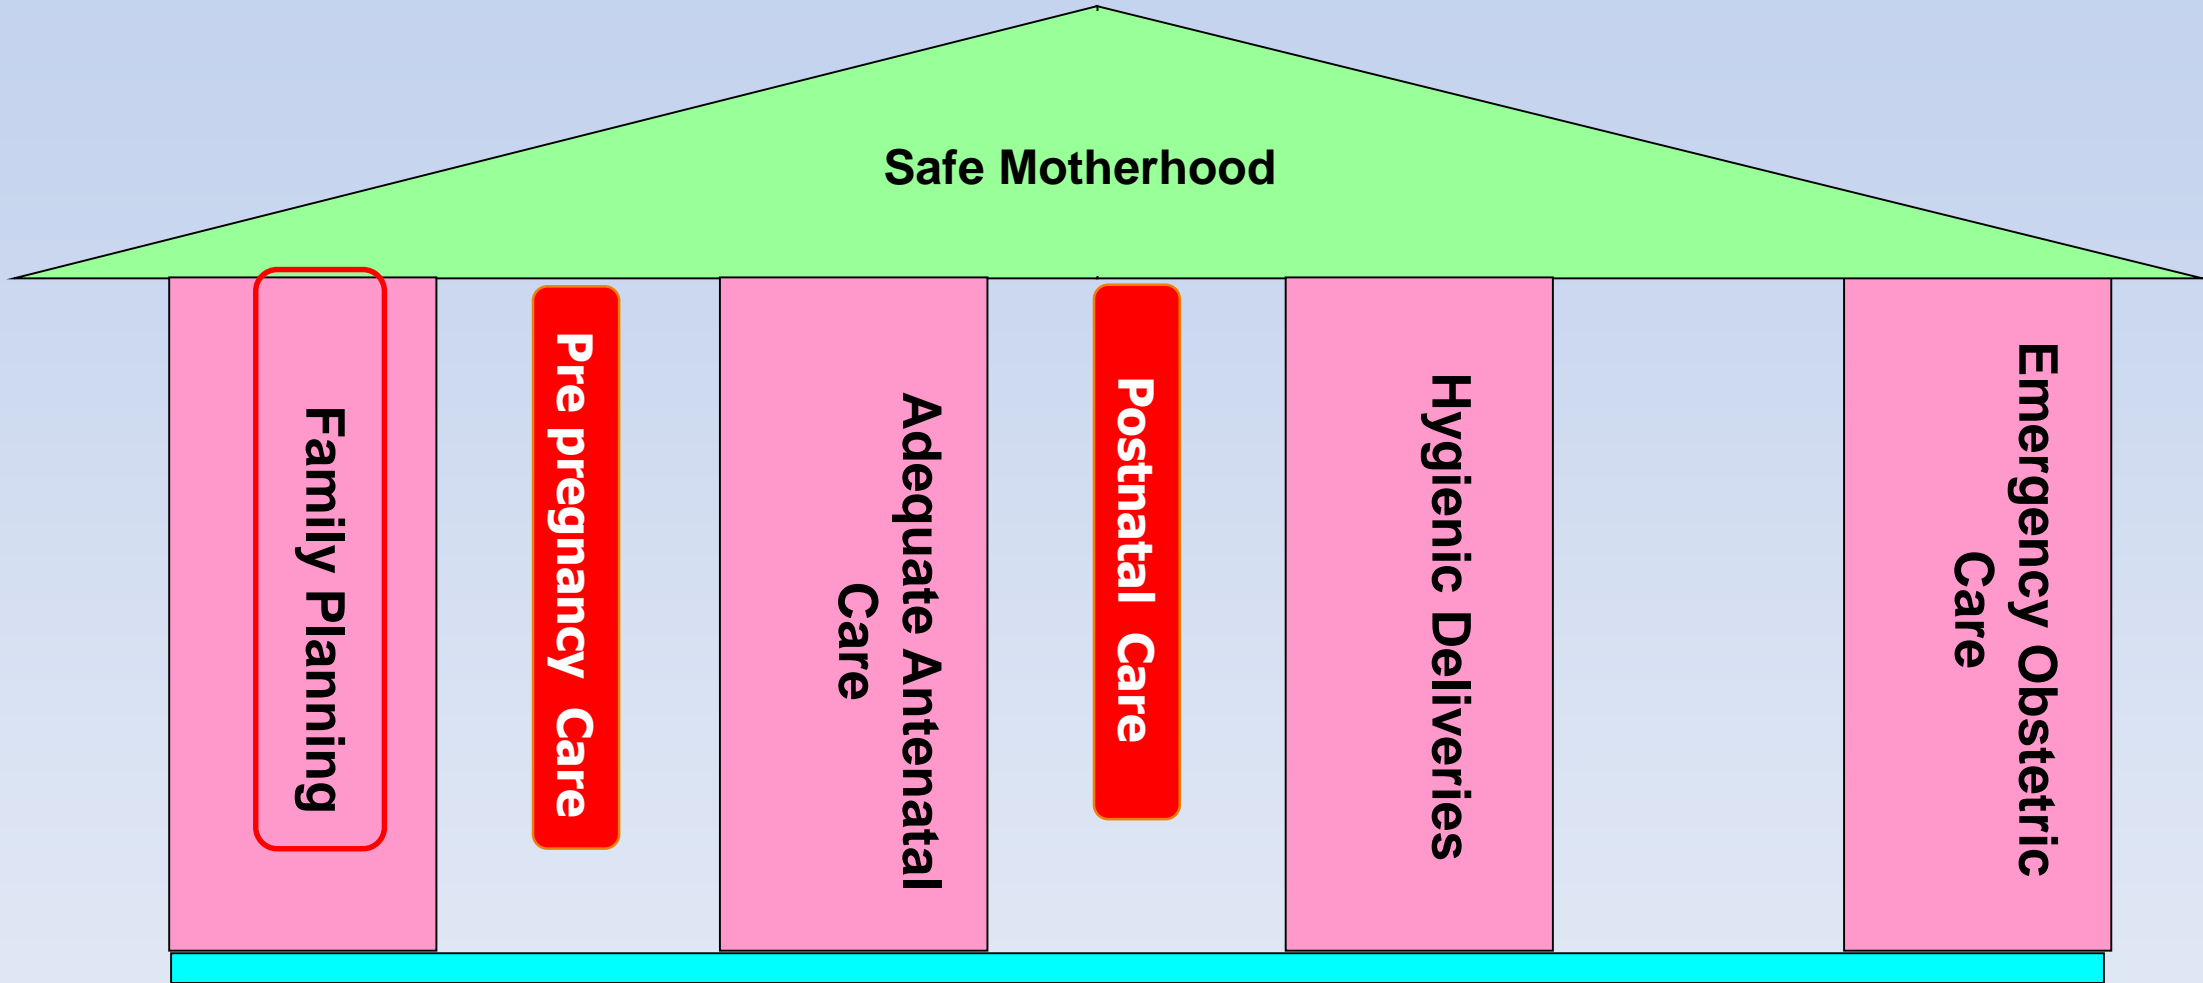 Safe Motherhood
Family Planning
Pre pregnancy Care
Adequate Antenatal
Care
Postnatal Care
Hygienic Deliveries
Emergency Obstetric
Care